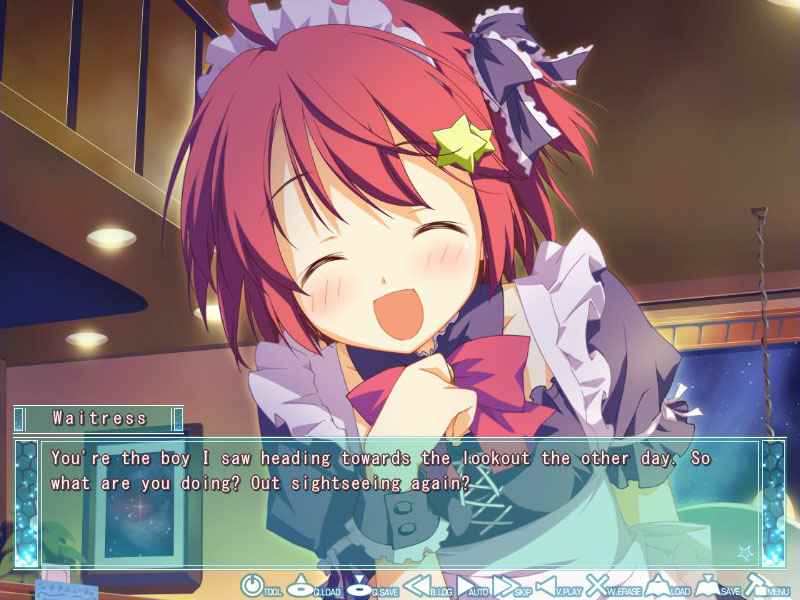 Waitress
You're the boy I saw heading towards the lookout the other day. So
what are you doing? Out sightseeing again?
TOOL Q.LOAD Q.SAVE B.LOG AUTO SKIP V.PLAY W.ERASE LOAD SAVE MENU